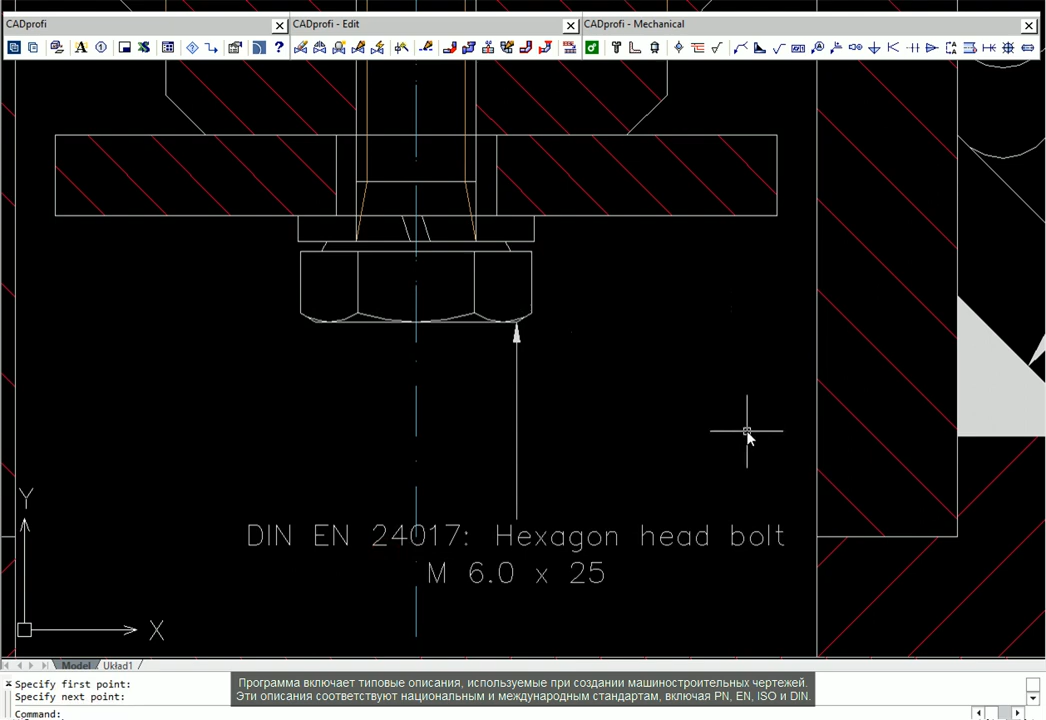 CADprofi
CADprofi - Edit
CADprofi - Mechanical
DIN EN 24017: Hexagon head bolt
M 6.0 x 25
Y
X
Model
Układ1
Specify first point:
Specify next point:
Command:
Программа включает типовые описания, используемые при создании машиностроительных чертежей.
Эти описания соответствуют национальным и международным стандартам, включая PN, EN, ISO и DIN.